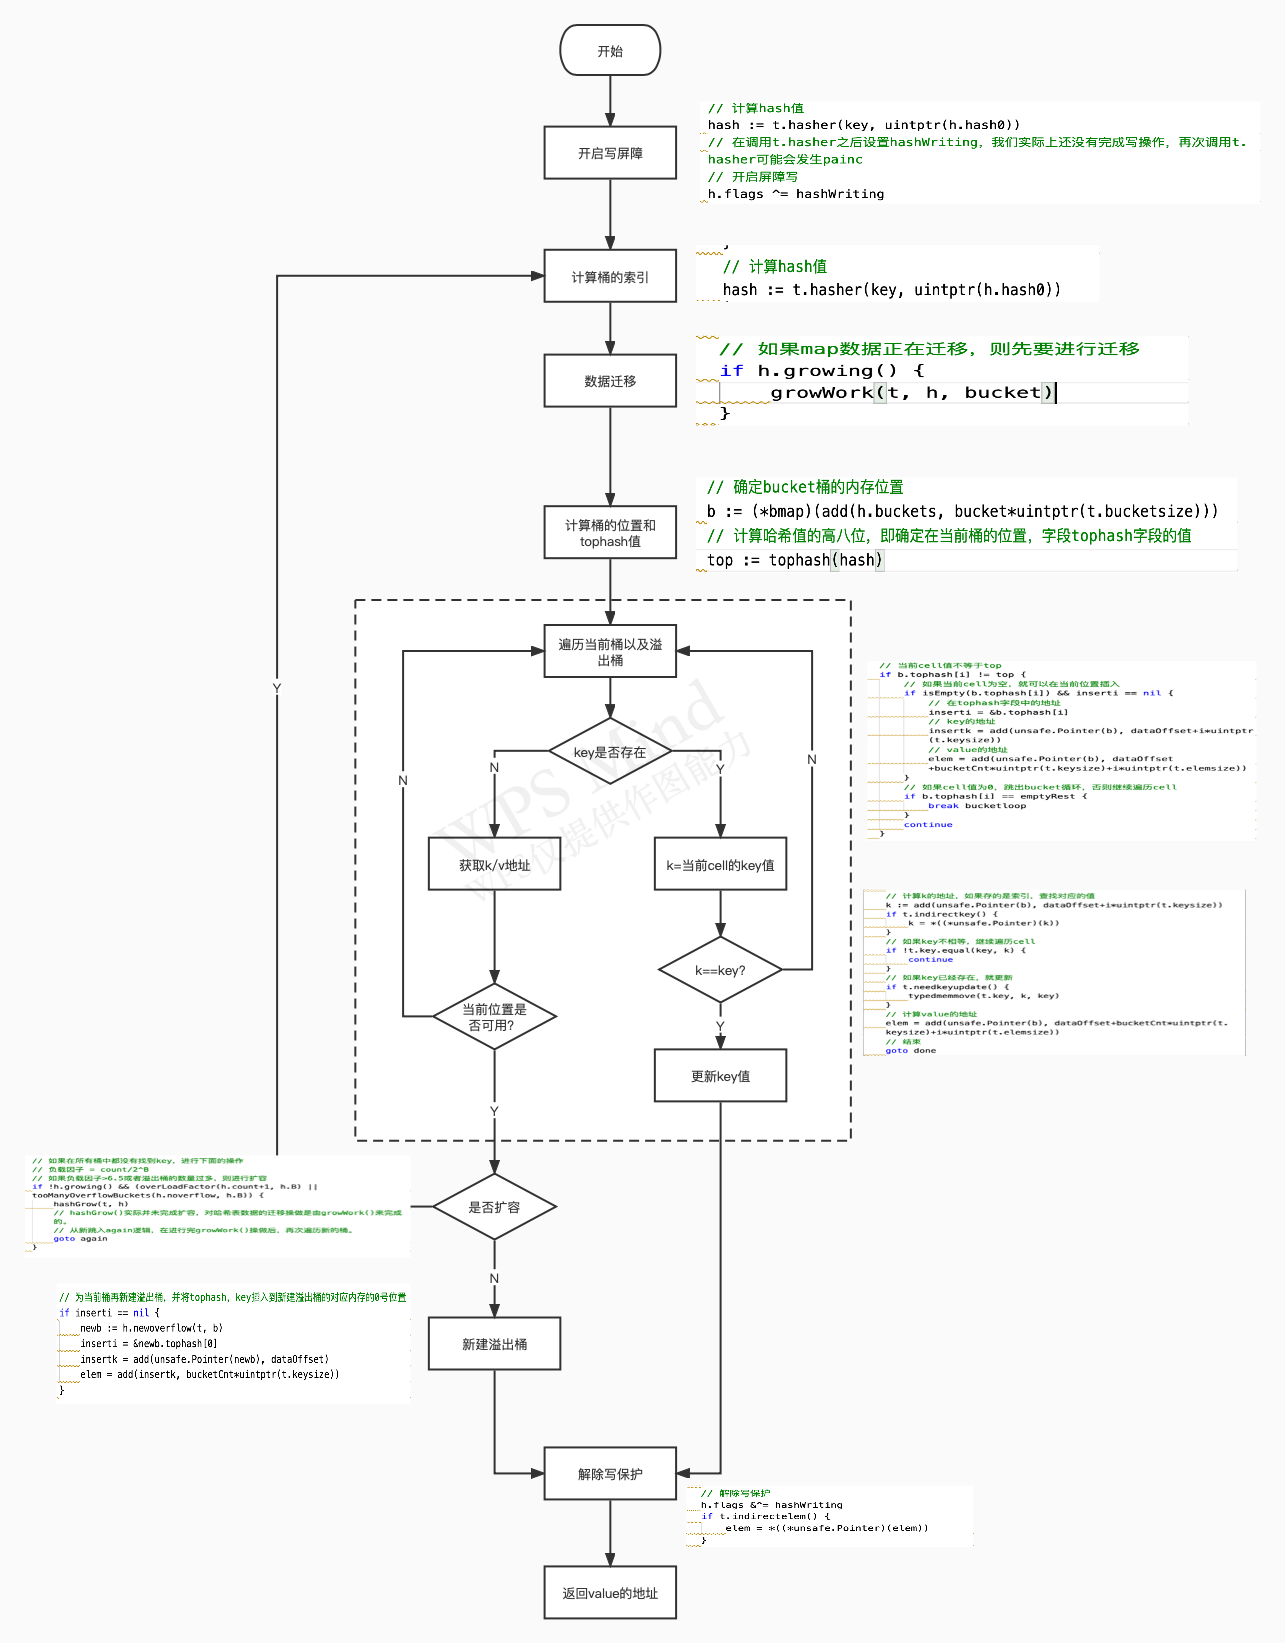 开始
// 计算hash值
hash := t.hasher(key, uintptr(h.hash0))
// 在调用t.hasher之后设置hashWriting，我们实际上还没有完成写操作，再次调用t.
hasher可能会发生painc
// 开启屏障写
h.flags ^= hashWriting
开启写屏障
计算桶的索引
// 计算hash值
hash := t.hasher(key, uintptr(h.hash0))
数据迁移
// 如果map数据正在迁移，则先要进行迁移
if h.growing() {
growWork(t, h, bucket)
}
计算桶的位置和
tophash值
// 确定bucket桶的内存位置
b := (*bmap)(add(h.buckets, bucket*uintptr(t.bucketsize)))
// 计算哈希值的高八位，即确定在当前桶的位置，字段tophash字段的值
top := tophash(hash)
遍历当前桶以及溢
出桶
Y
key是否存在
N
Y
N
N
// 当前cell值不等于top
if b.tophash[i] != top {
// 如果当前cell为空，就可以在当前位置插入
if isEmpty(b.tophash[i]) && inserti == nil {
// 在tophash字段中的地址
inserti = &b.tophash[i]
// key的地址
insertk = add(unsafe.Pointer(b), dataOffset+i*uintptr
(t.keysize))
// value的地址
elem = add(unsafe.Pointer(b), dataOffset
+bucketCnt*uintptr(t.keysize)+i*uintptr(t.elemsize))
}
// 如果cell值为0，跳出bucket循环，否则继续遍历cell
if b.tophash[i] == emptyRest {
break bucketloop
}
continue
}
WPS Mind
WPS仅提供作图能力
获取k/v地址
k=当前cell的key值
k==key?
// 计算k的地址，如果存的是索引，查找对应的值
k := add(unsafe.Pointer(b), dataOffset+i*uintptr(t.keysize))
if t.indirectkey() {
k = *((*unsafe.Pointer)(k))
}
// 如果key不相等，继续遍历cell
if !t.key.equal(key, k) {
continue
}
// 如果key已经存在，就更新
if t.needkeyupdate() {
typedmemmove(t.key, k, key)
}
// 计算value的地址
elem = add(unsafe.Pointer(b), dataOffset+bucketCnt*uintptr(t.
keysize)+i*uintptr(t.elemsize))
// 结束
goto done
当前位置是
否可用?
Y
更新key值
Y
// 如果在所有桶中都没有找到key，进行下面的操作
// 负载因子 = count/2^B
// 如果负载因子>6.5或者溢出桶的数量过多，则进行扩容
if !h.growing() && (overLoadFactor(h.count+1, h.B) ||
tooManyOverflowBuckets(h.noverflow, h.B)) {
hashGrow(t, h)
// hashGrow()实际并未完成扩容，对哈希表数据的迁移操做是由growWork()来完成
的。
// 从新跳入again逻辑，在进行完growWork()操做后，再次遍历新的桶。
goto again
}
是否扩容
N
// 为当前桶再新建溢出桶，并将tophash，key插入到新建溢出桶的对应内存的0号位置
if inserti == nil {
newb := h.newoverflow(t, b)
inserti = &newb.tophash[0]
insertk = add(unsafe.Pointer(newb), dataOffset)
elem = add(insertk, bucketCnt*uintptr(t.keysize))
}
新建溢出桶
解除写保护
// 解除写保护
h.flags &^= hashWriting
if t.indirectelem() {
elem = *((*unsafe.Pointer)(elem))
}
返回value的地址